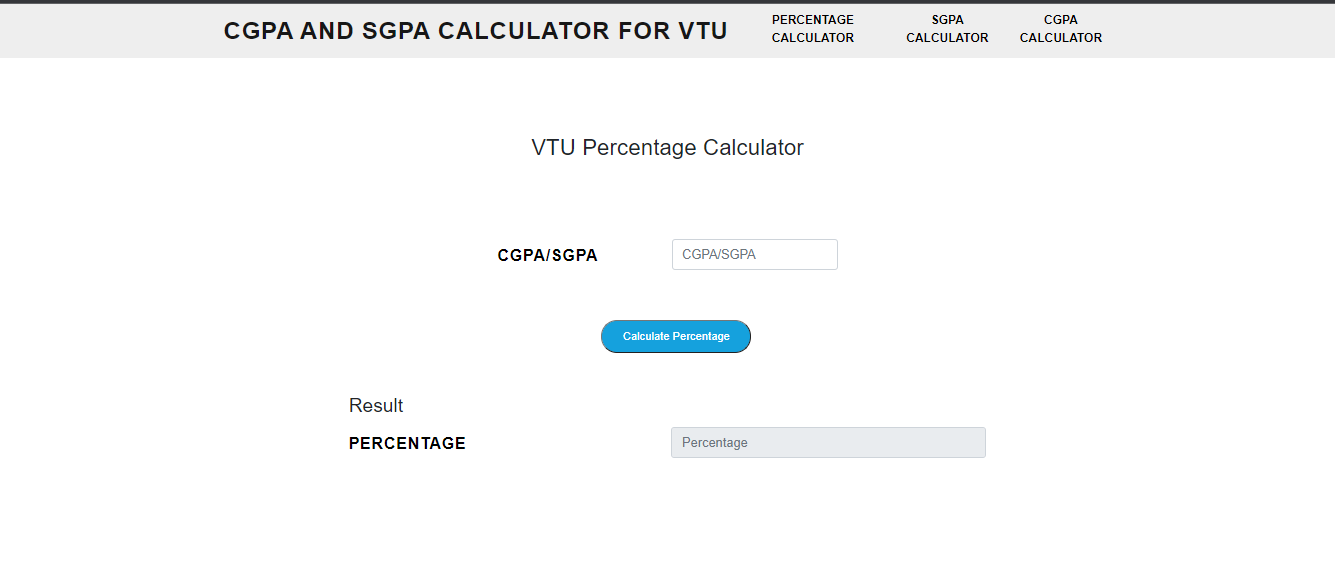 CGPA AND SGPA CALCULATOR FOR VTU
PERCENTAGE
CALCULATOR
SGPA
CALCULATOR
CGPA
CALCULATOR
VTU Percentage Calculator
CGPA/SGPA
CGPA/SGPA
Calculate Percentage
Result
PERCENTAGE
Percentage